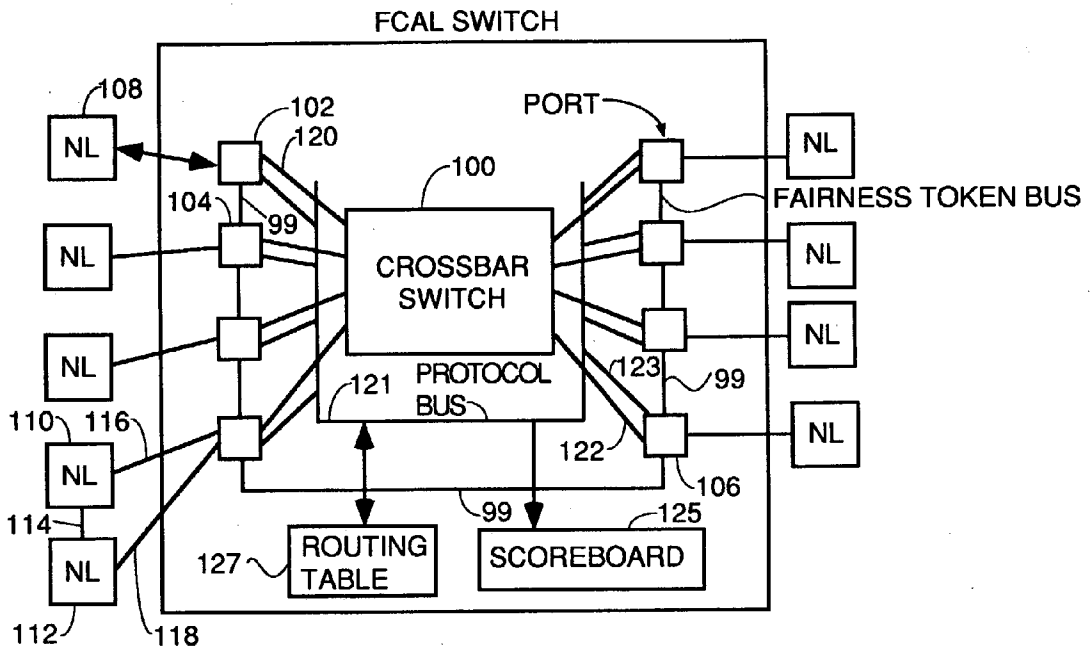 FCAL SWITCH
108
NL
102
120
PORT
NL
100
104
99
FAIRNESS TOKEN BUS
NL
CROSSBAR
SWITCH
NL
NL
NL
PROTOCOL
BUS
121
123
99
110
116
NL
122
106
NL
114
99
125
NL
127
ROUTING
TABLE
SCOREBOARD
112
118